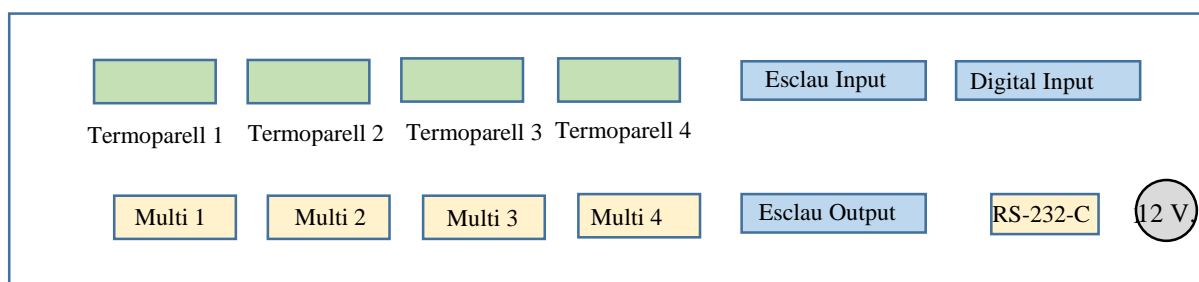 Esclau Input
Digital Input
Termoparell 1
Termoparell 2
Termoparell 3
Termoparell 4
Multi 1
Multi 2
Multi 3
Multi 4
Esclau Output
RS-232-C
12 V.